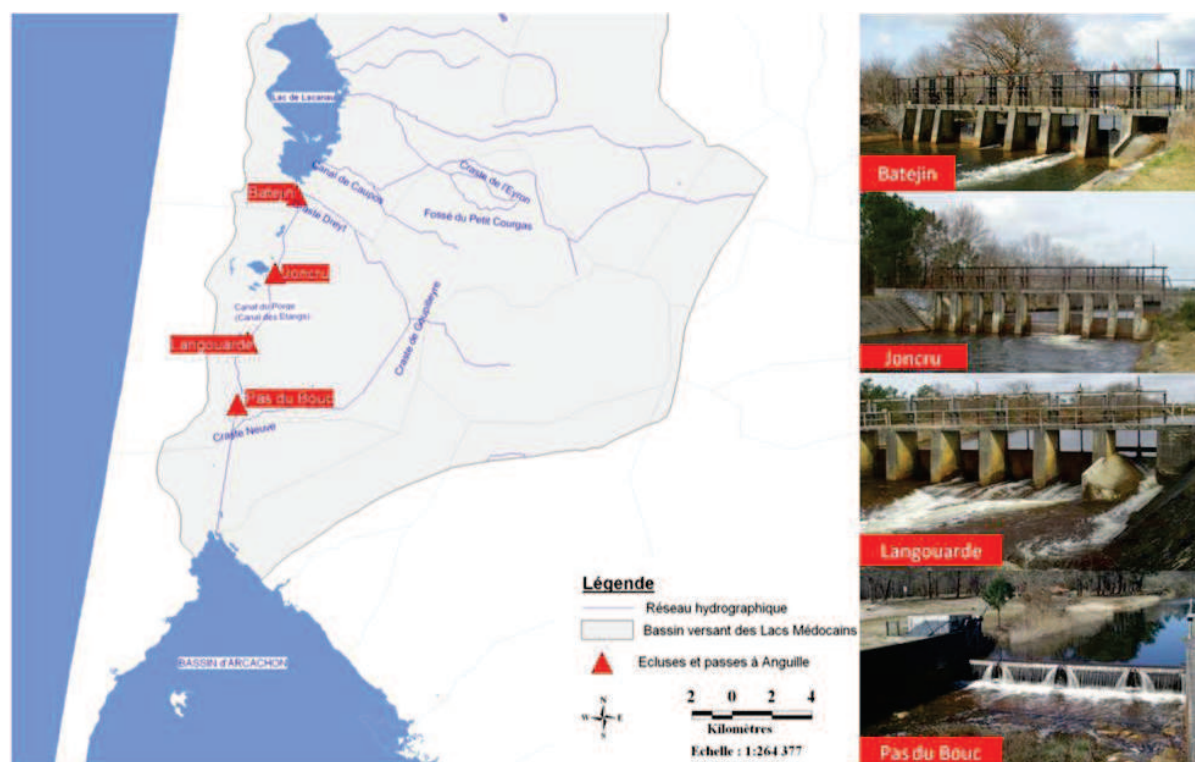 Lac de Lacanau
Batejin
Canal de Caupos
Craste de l'Eyron
Craste Dreyt
Fossé du Petit Courgas
Joncru
Canal du Porge
(Canal des Etangs)
Langouarde
Craste de Gaupilleyre
Pas du Bouc
Craste Neuve
BASSIN d'ARCACHON
Légende
Réseau hydrographique
Bassin versant des Lacs Médocains
Ecluses et passes à Anguille
N
W E
S
2 0 2 4
Kilomètres
Echelle : 1:264 377
Batejin
Joncru
Langouarde
Pas du Bouc